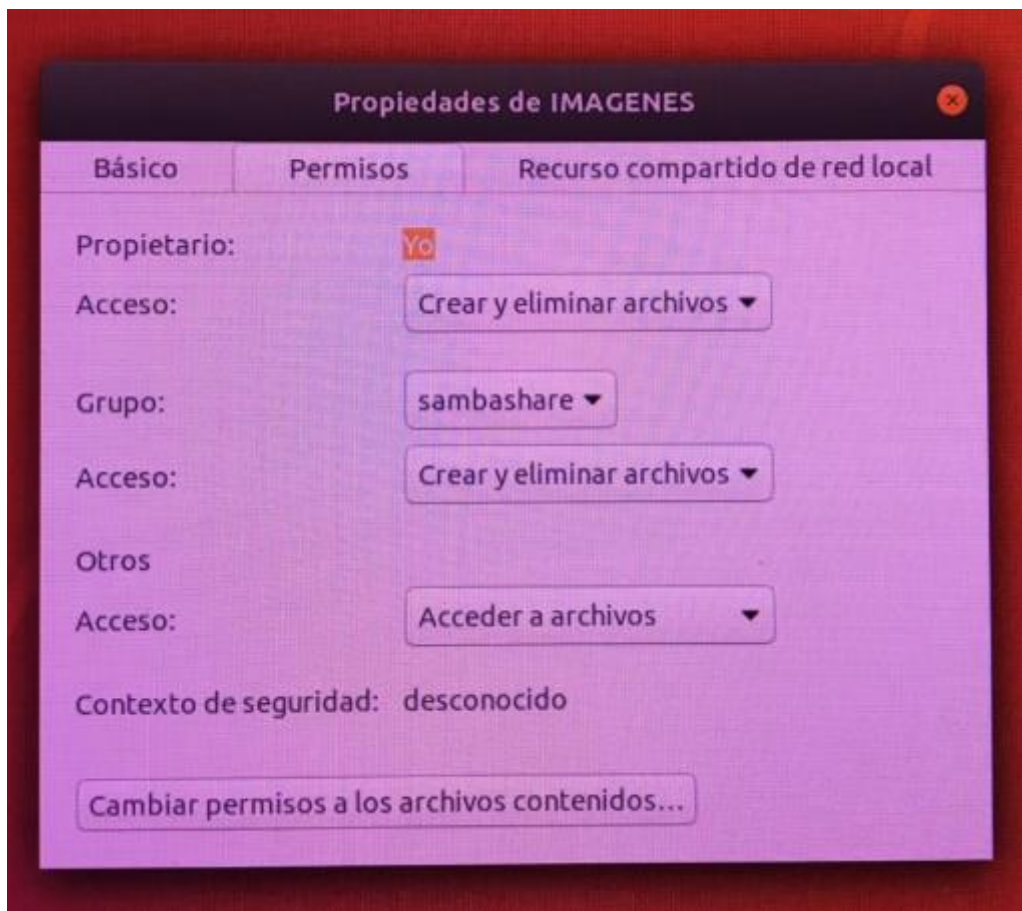 Propiedades de IMAGENES
Básico Permisos Recurso compartido de red local
Propietario: Yo
Acceso: Crear y eliminar archivos
Grupo: sambashare
Acceso: Crear y eliminar archivos
Otros
Acceso: Acceder a archivos
Contexto de seguridad: desconocido
Cambiar permisos a los archivos contenidos...